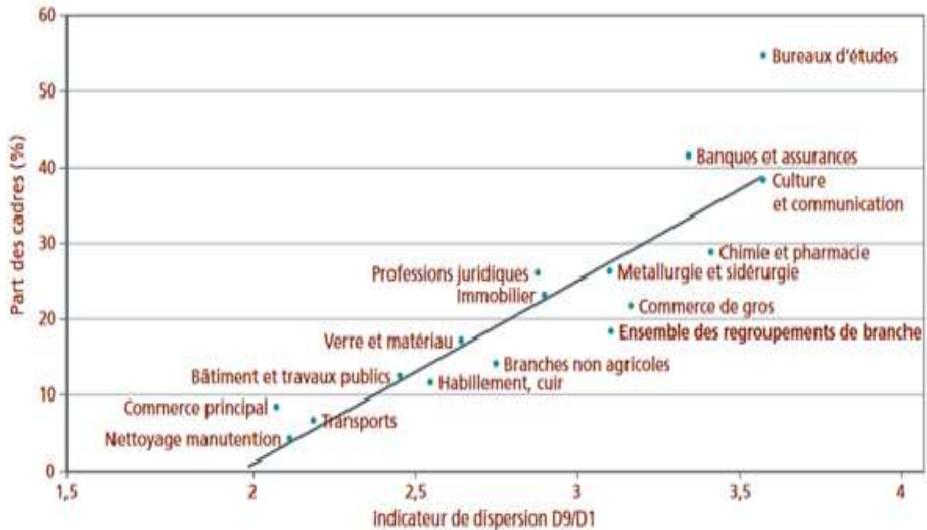 60
50
40
30
20
10
0
Part des cadres (%)
Bureaux d'études
Banques et assurances
Culture
et communication
Chimie et pharmacie
Professions juridiques
Metallurgie et sidérurgie
Immobilier
Commerce de gros
Ensemble des regroupements de branche
Verre et matériau
Branches non agricoles
Bâtiment et travaux publics
Habillement, cuir
Commerce principal
Transports
Nettoyage manutention
1,5
2
2,5
3
3,5
4
Indicateur de dispersion D9/D1